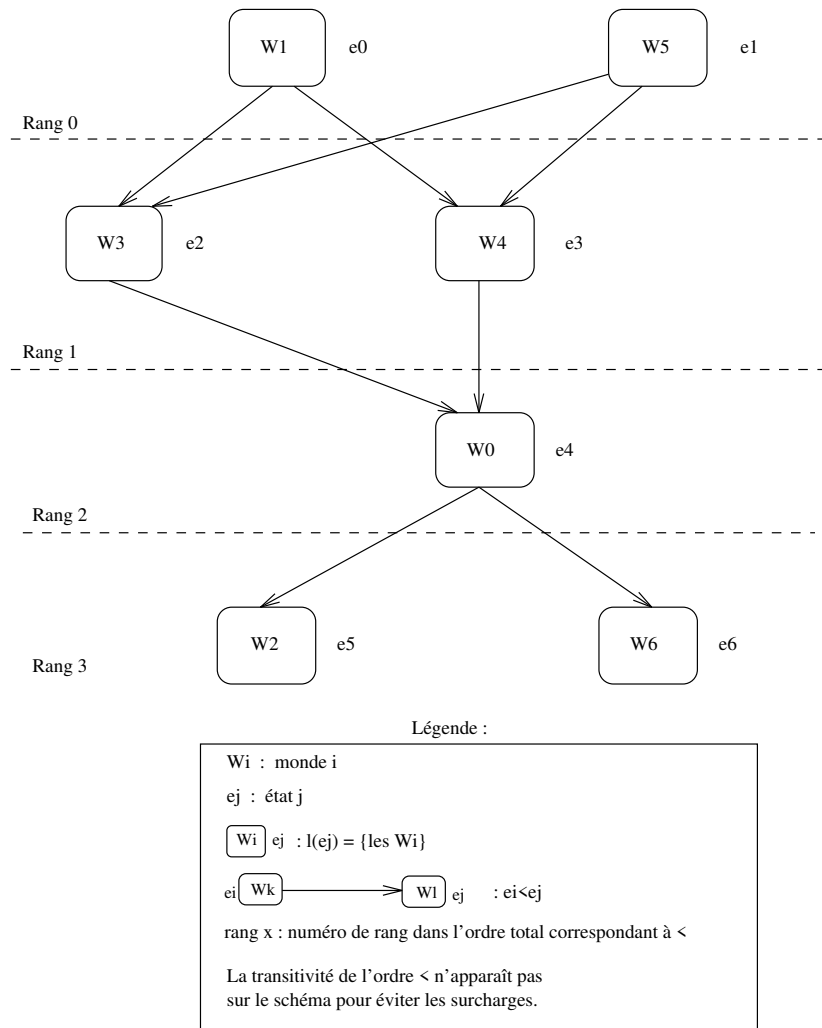 W1 e0 W5 e1
Rang 0
W3 e2 W4 e3
Rang 1
W0 e4
Rang 2
W2 e5 W6 e6
Rang 3
Légende :
Wi : monde i
ej : état j
Wi ej : l(ej) = {les Wi}
ei Wk Wl ej : ei<ej
rang x : numéro de rang dans l'ordre total correspondant à <
La transitivité de l'ordre < n'apparaît pas
sur le schéma pour éviter les surcharges.